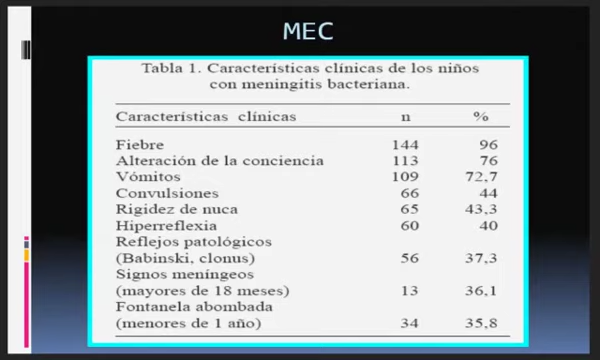 MEC
Tabla 1. Características clínicas de los niños
con meningitis bacteriana.
Características clínicas n %
Fiebre 144 96
Alteración de la conciencia 113 76
Vómitos 109 72,7
Convulsiones 66 44
Rigidez de nuca 65 43,3
Hiperreflexia 60 40
Reflejos patológicos
(Babinski, clonus) 56 37,3
Signos meníngeos
(mayores de 18 meses) 13 36,1
Fontanela abombada
(menores de 1 año) 34 35,8